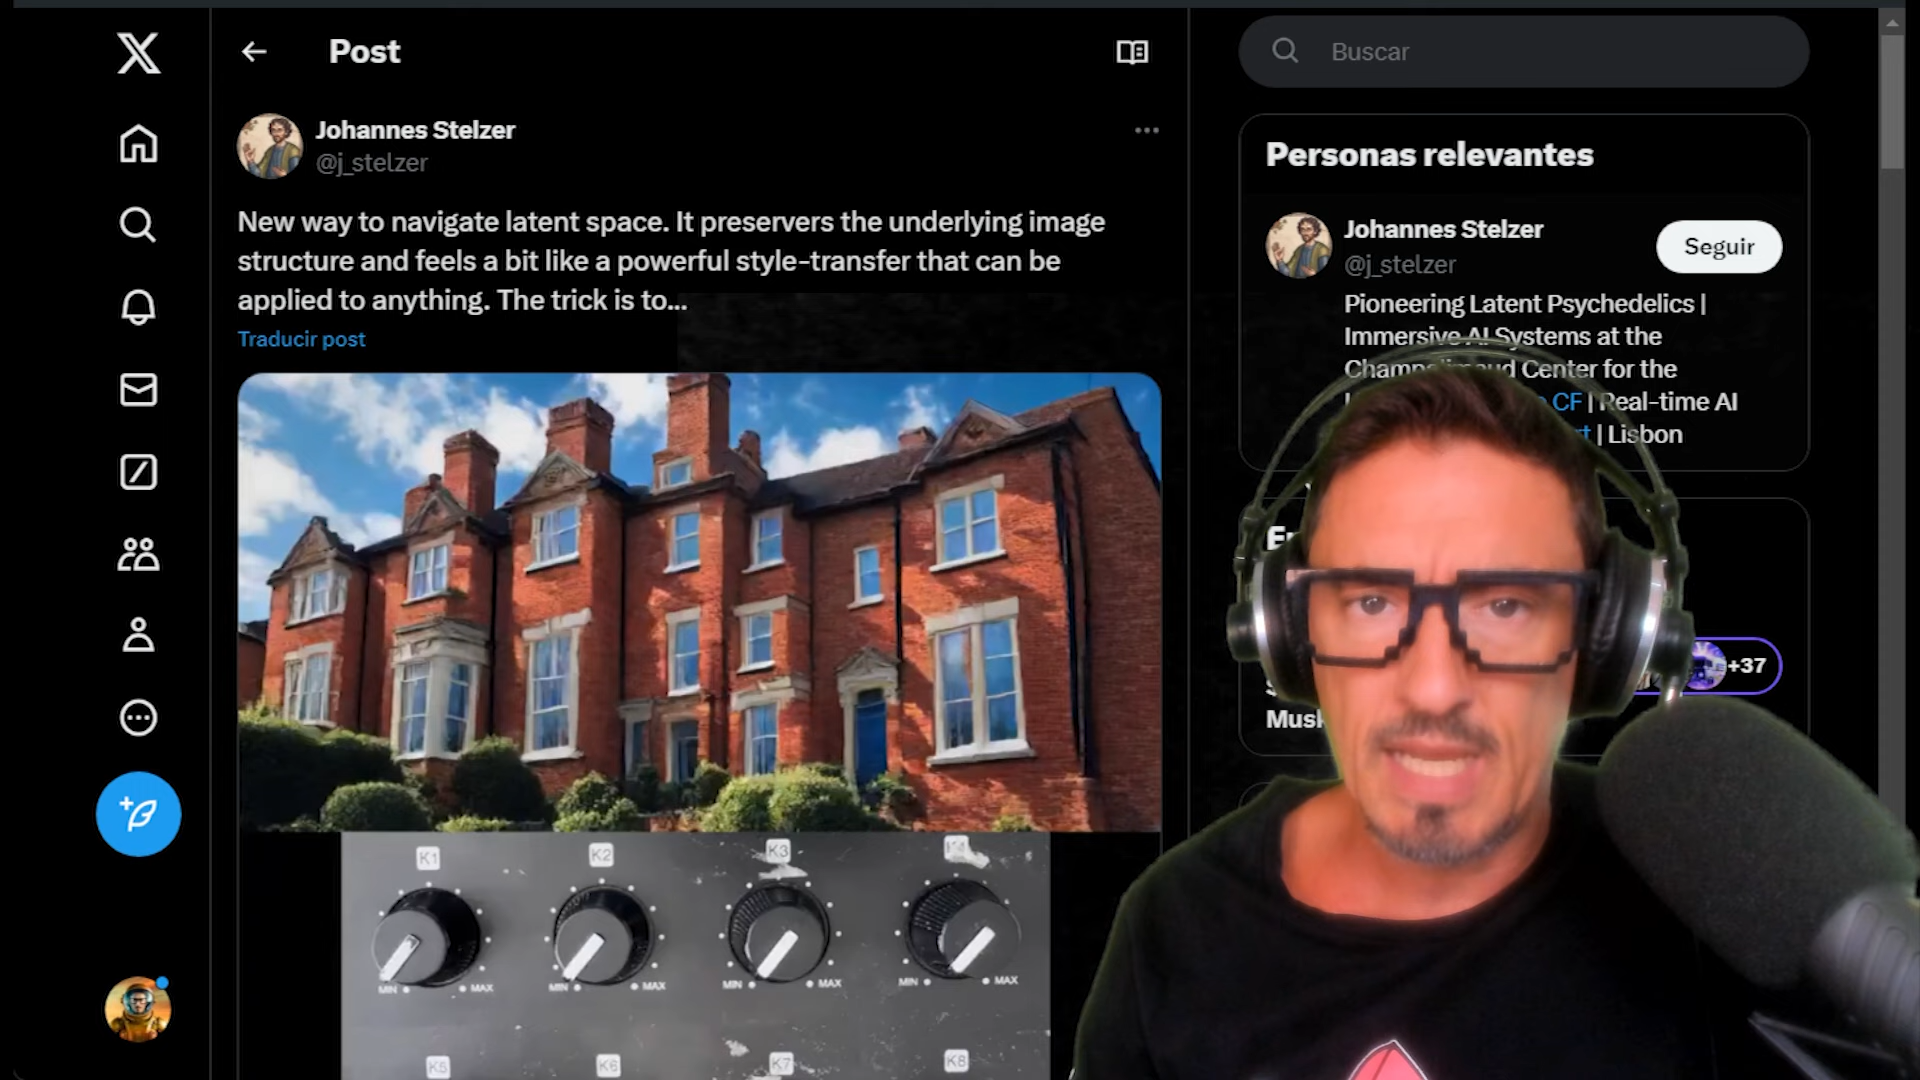 Post
Buscar
Johannes Stelzer
@j_stelzer
New way to navigate latent space. It preservers the underlying image
structure and feels a bit like a powerful style-transfer that can be
applied to anything. The trick is to...
Traducir post
K1
K2
K3
MIN
MAX
MIN
MAX
MIN
MAX
MIN
MAX
K5
K6
K7
K8
Personas relevantes
Johannes Stelzer
@j_stelzer
Seguir
Pioneering Latent Psychedelics |
Immersive AI Systems at the
Center for the
CF | Real-time AI
| Lisbon
+37